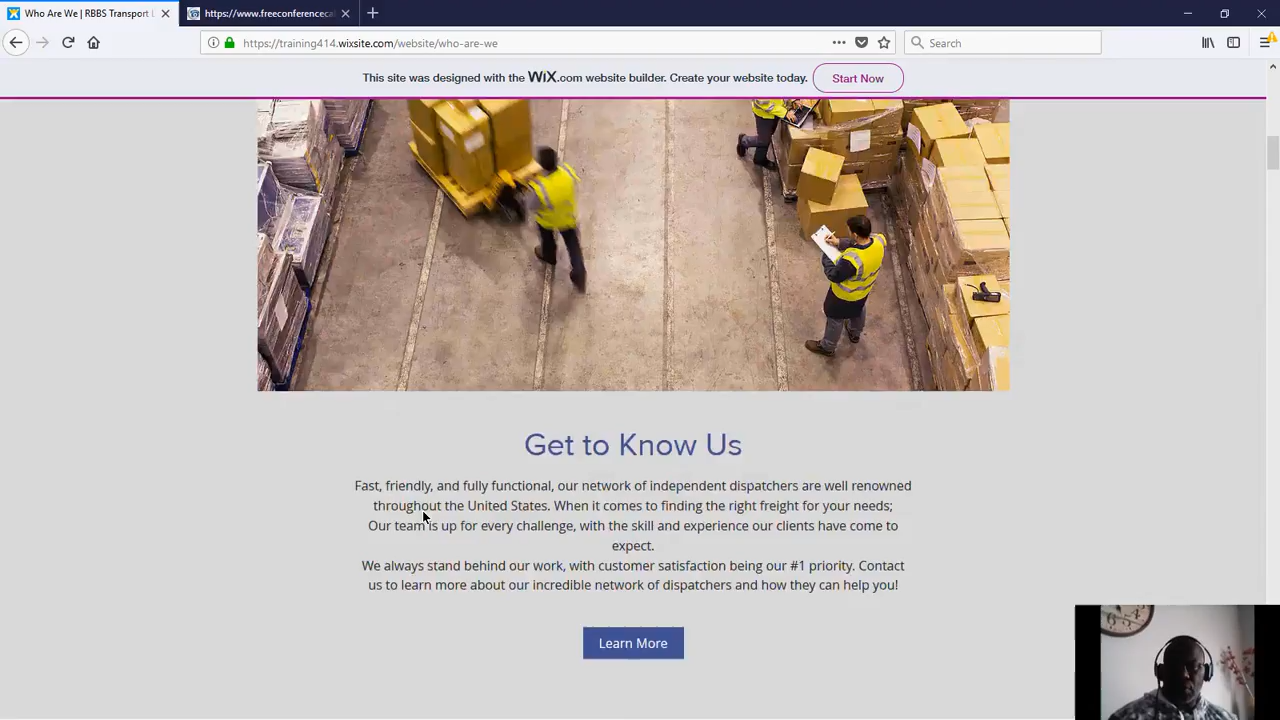 Who Are We | RBBS Transport
https://www.freeconferenceca
https://training414.wixsite.com/website/who-are-we
Search
This site was designed with the WiX.com website builder. Create your website today.
Start Now
Get to Know Us
Fast, friendly, and fully functional, our network of independent dispatchers are well renowned
throughout the United States. When it comes to finding the right freight for your needs;
Our team is up for every challenge, with the skill and experience our clients have come to
expect.
We always stand behind our work, with customer satisfaction being our #1 priority. Contact
us to learn more about our incredible network of dispatchers and how they can help you!
Learn More